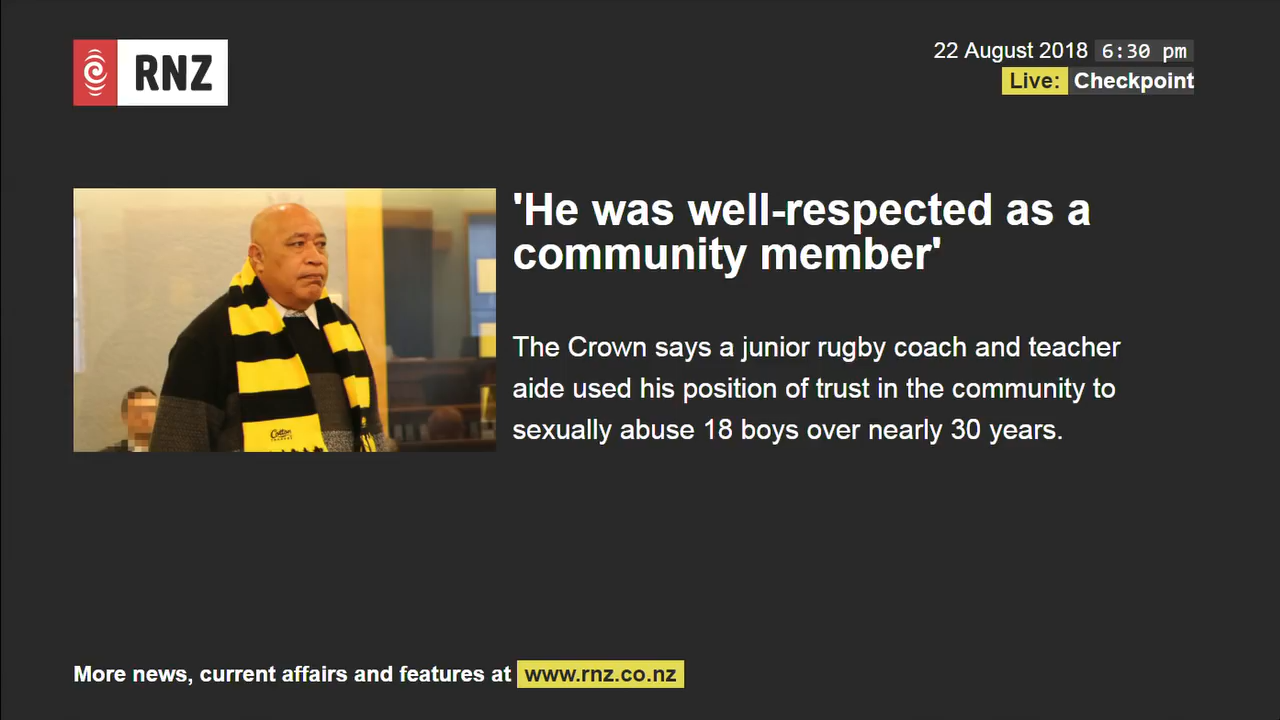 RNZ
22 August 2018 6:30 pm
Live: Checkpoint
'He was well-respected as a
community member'
The Crown says a junior rugby coach and teacher
aide used his position of trust in the community to
sexually abuse 18 boys over nearly 30 years.
More news, current affairs and features at www.rnz.co.nz